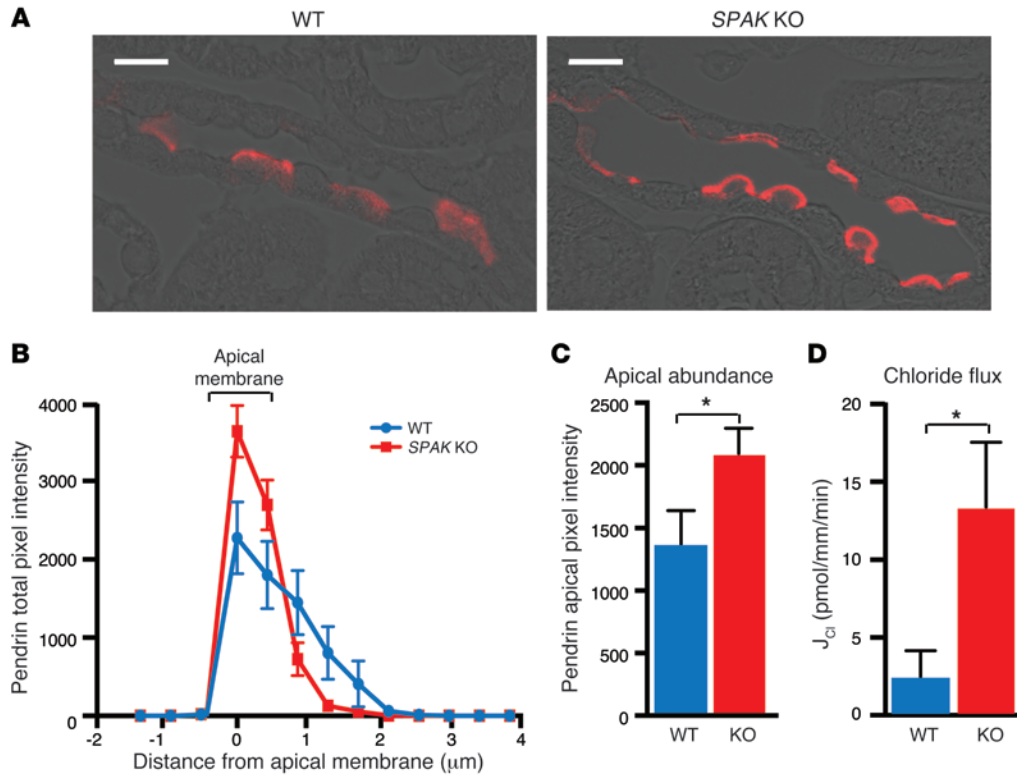 A
WT
SPAK KO
B
Apical
membrane
WT
SPAK KO
Pendrin total pixel intensity
4000
3000
2000
1000
0
-2 -1 0 1 2 3 4
Distance from apical membrane (μm)
C
Apical abundance
*
Pendrin apical pixel intensity
2500
2000
1500
1000
500
0
WT KO
D
Chloride flux
*
JCl (pmol/mm/min)
20
15
10
5
0
WT KO